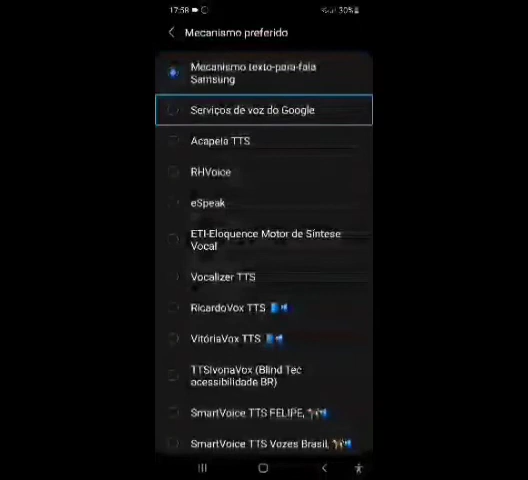 17:58
30%
Mecanismo preferido
Mecanismo texto-para-fala
Samsung
Serviços de voz do Google
Acapela TTS
RHVoice
eSpeak
ETI-Eloquence Motor de Síntese
Vocal
Vocalizer TTS
RicardoVox TTS
VitóriaVox TTS
TTSIvonaVox (Blind Tec
acessibilidade BR)
SmartVoice TTS FELIPE,
SmartVoice TTS Vozes Brasil,